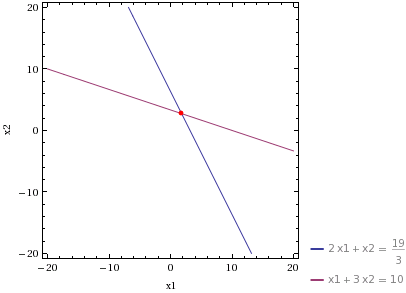 20
10
0
−10
−20
x2
−20 −10 0 10 20
x1
2 x1 + x2 = 19/3
x1 + 3 x2 = 10